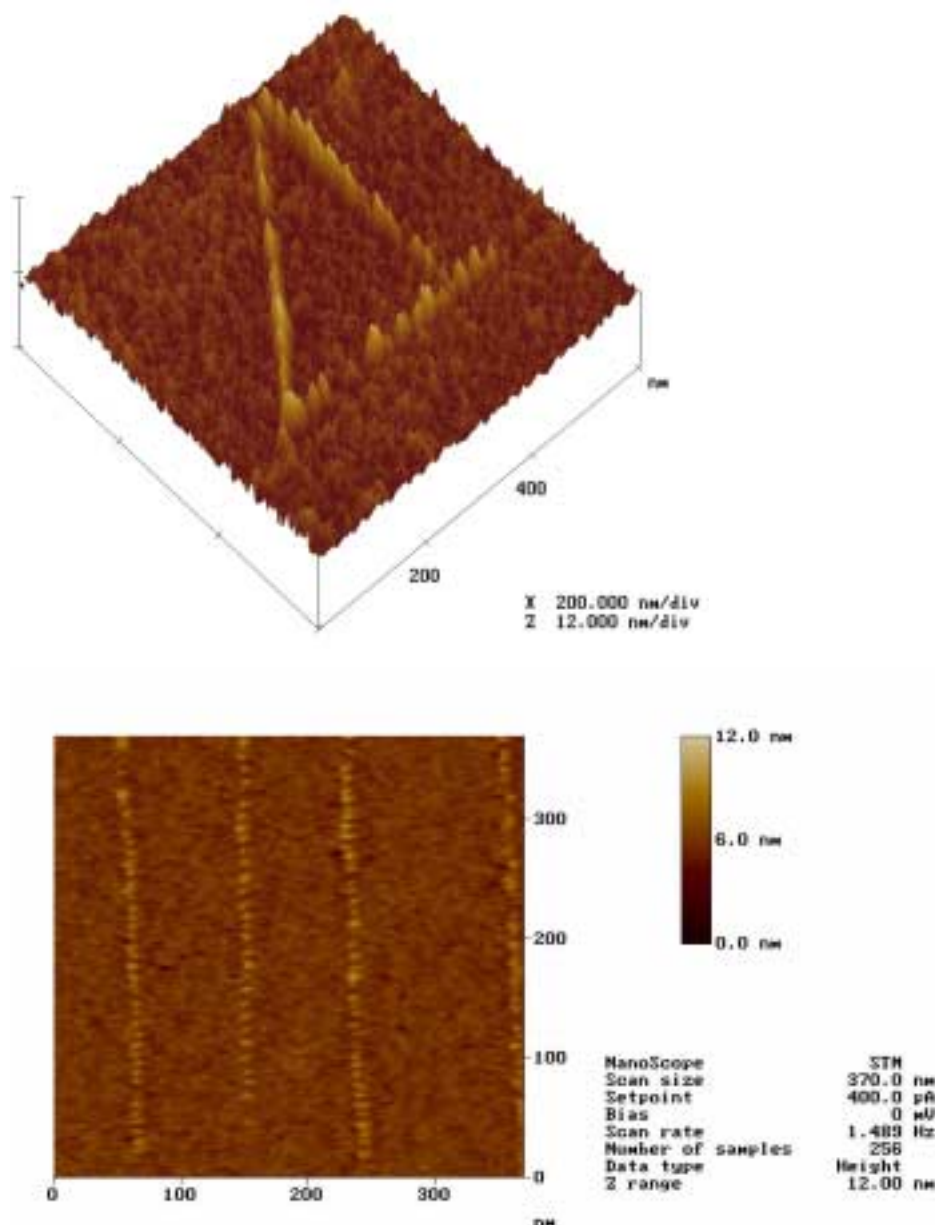 nm
400
200
X 200.000 nm/div
Z 12.000 nm/div
12.0 nm
6.0 nm
0.0 nm
300
200
100
0
0 100 200 300
nm
NanoScope STM
Scan size 370.0 nm
Setpoint 400.0 pA
Bias 0 mV
Scan rate 1.489 Hz
Number of samples 256
Data type Height
Z range 12.00 nm